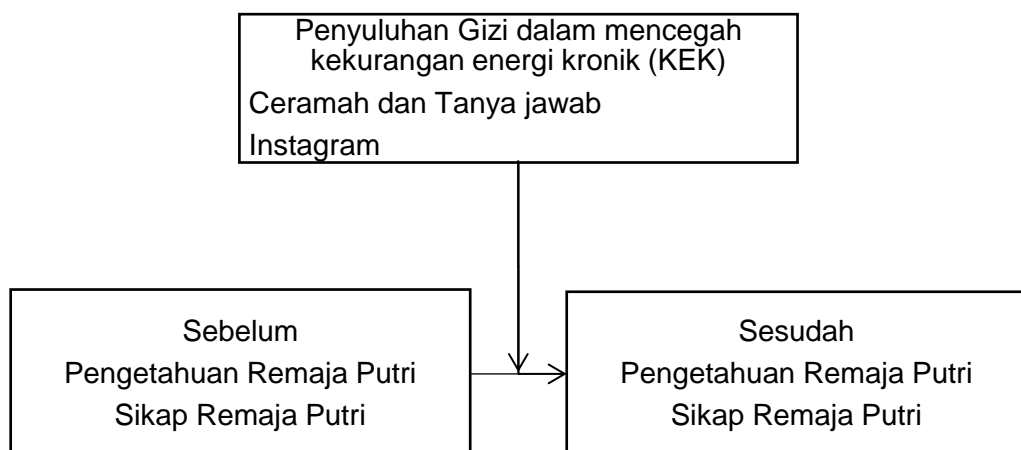 Penyuluhan Gizi dalam mencegah
kekurangan energi kronik (KEK)
Ceramah dan Tanya jawab
Instagram
Sebelum
Pengetahuan Remaja Putri
Sikap Remaja Putri
Sesudah
Pengetahuan Remaja Putri
Sikap Remaja Putri